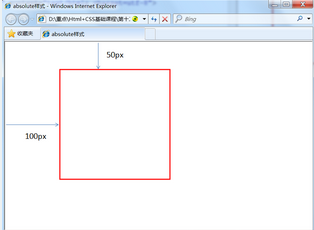 absolute样式 - Windows Internet Explorer
D:\重点\Html+CSS基础课程\第十
Bing
收藏夹
absolute样式
50px
100px